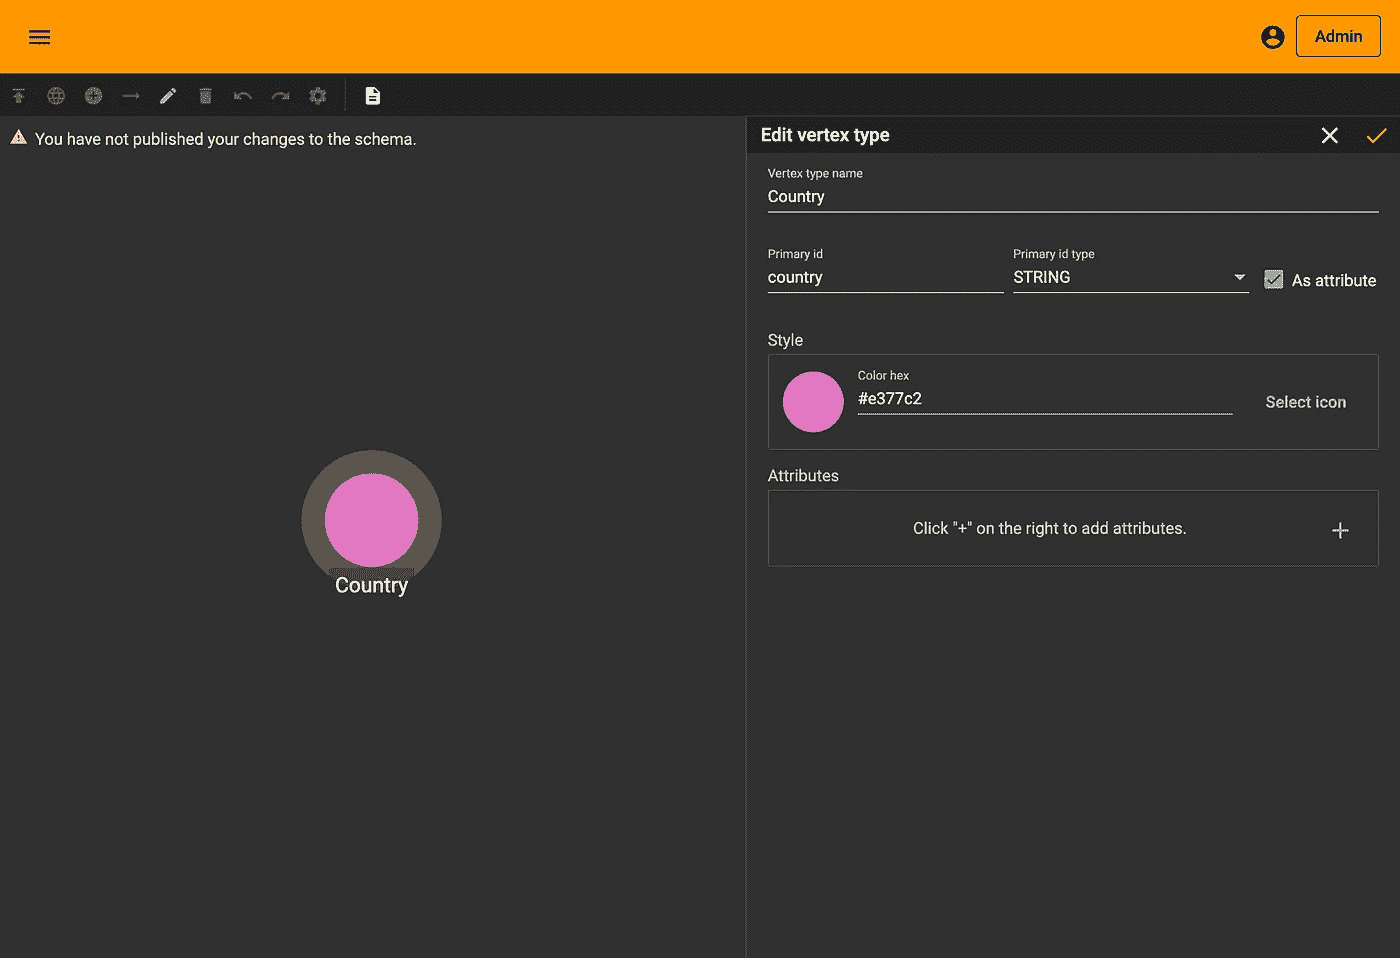 Admin
You have not published your changes to the schema.
Edit vertex type
Vertex type name
Country
Primary id
Primary id type
country
STRING
As attribute
Style
Color hex
#e377c2
Select icon
Attributes
Click "+" on the right to add attributes.
Country